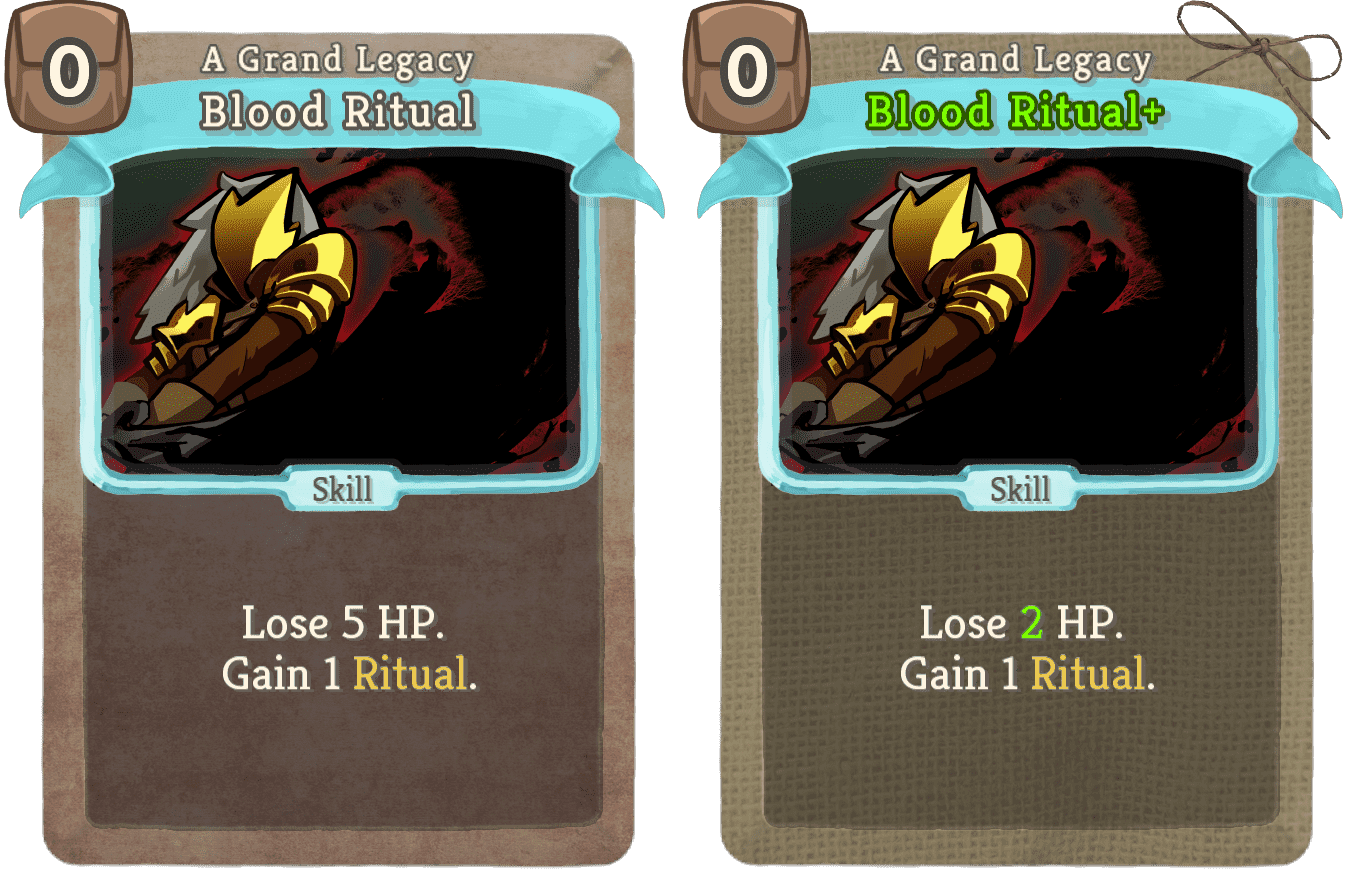 0
A Grand Legacy
Blood Ritual
Skill
Lose 5 HP.
Gain 1 Ritual.
0
A Grand Legacy
Blood Ritual+
Skill
Lose 2 HP.
Gain 1 Ritual.